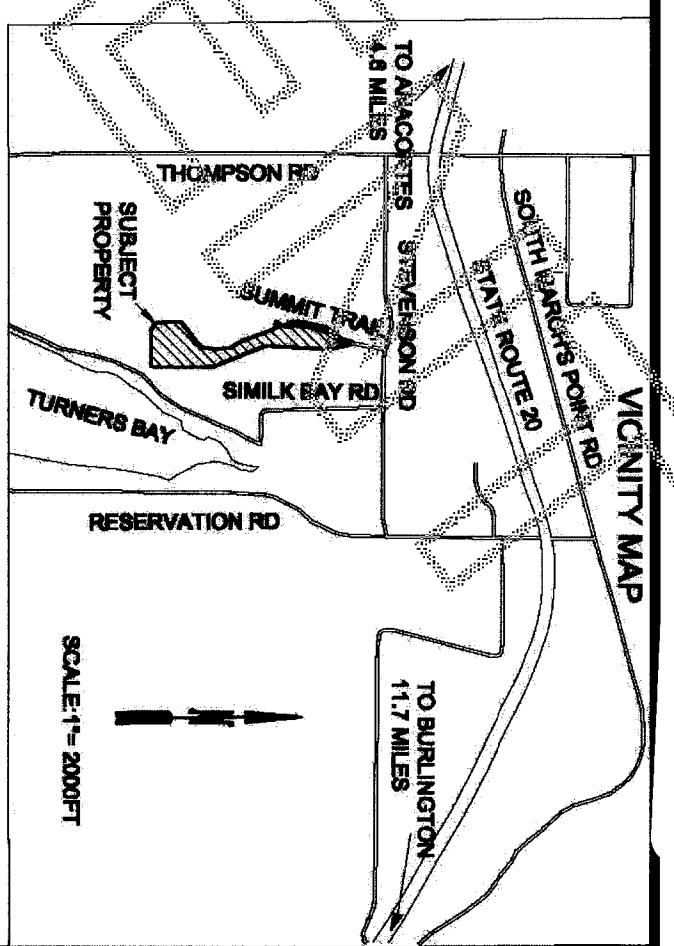 VICINITY MAP
SOUTH MARCH'S POINT RD
STATE ROUTE 20
TO ANACORTES
4.8 MILES
STEVENSON RD
THOMPSON RD
SUMMIT TRAIL
SUBJECT
PROPERTY
SIMILK BAY RD
TURNERS BAY
RESERVATION RD
TO BURLINGTON
11.7 MILES
SCALE:1"= 2000FT